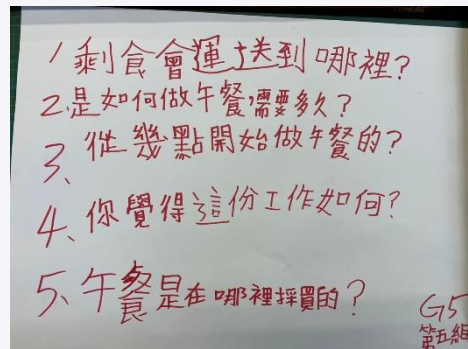 1 剩食會運送到哪裡？
2.是如何做午餐,需要多久？
3、從幾點開始做午餐的？
4、你覺得這份工作如何？
5、午餐是在哪裡採買的？
G5
第五組